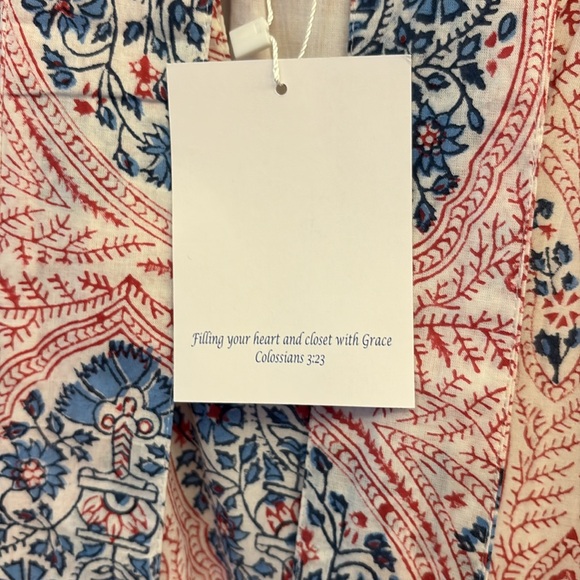 Filling your heart and closet with Grace
Colossians 3:23